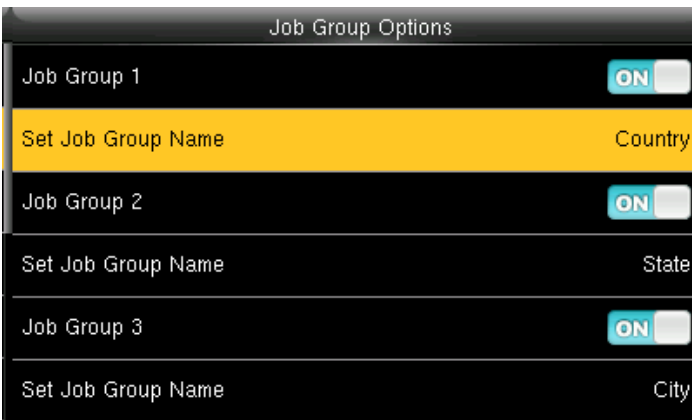 Job Group Options
Job Group 1 ON
Set Job Group Name Country
Job Group 2 ON
Set Job Group Name State
Job Group 3 ON
Set Job Group Name City